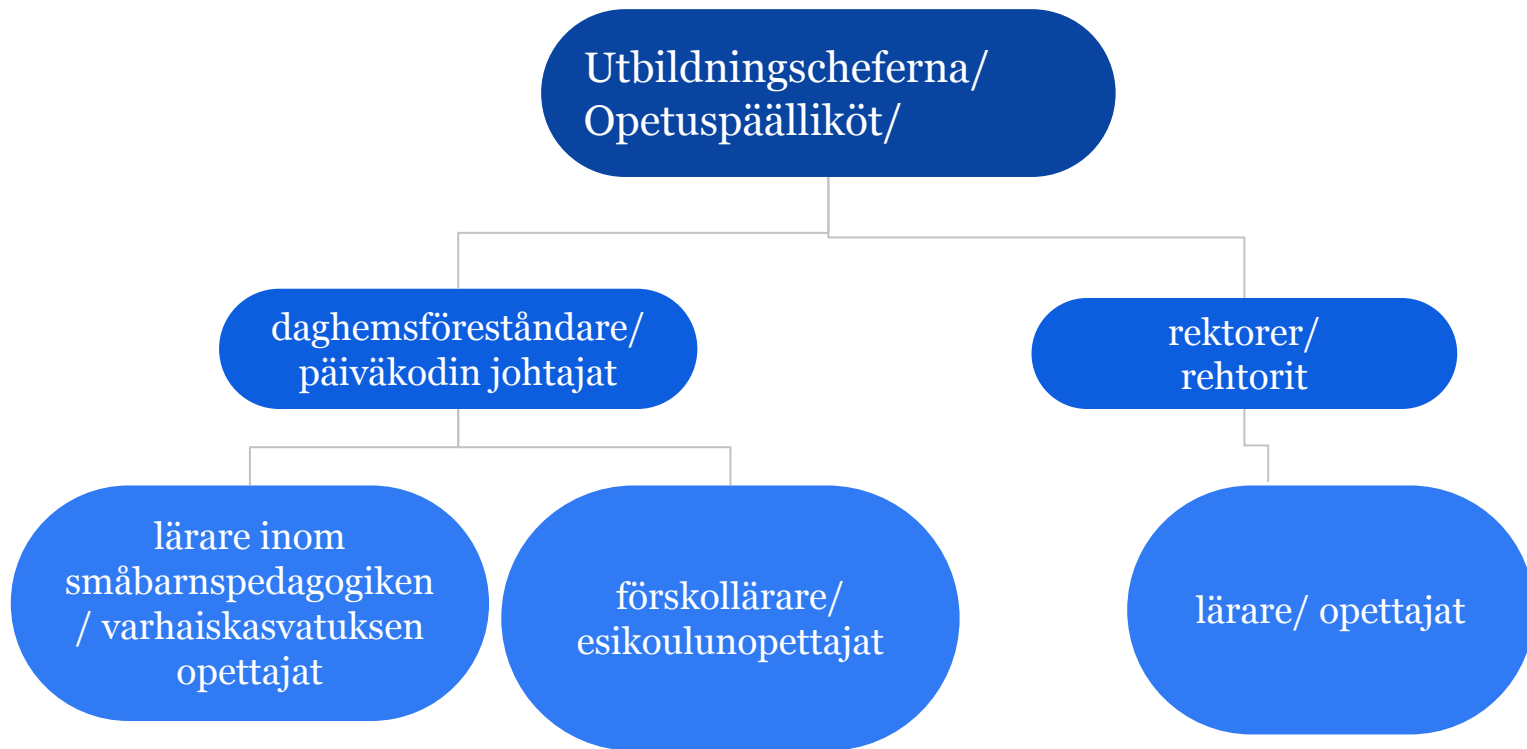 Utbildningscheferna/
Opetuspäälliköt/
daghemsföreståndare/
päiväkodin johtajat
rektorer/
rehtorit
lärare inom
småbarnspedagogiken
/ varhaiskasvatuksen
opettajat
förskollärare/
esikoulunopettajat
lärare/ opettajat